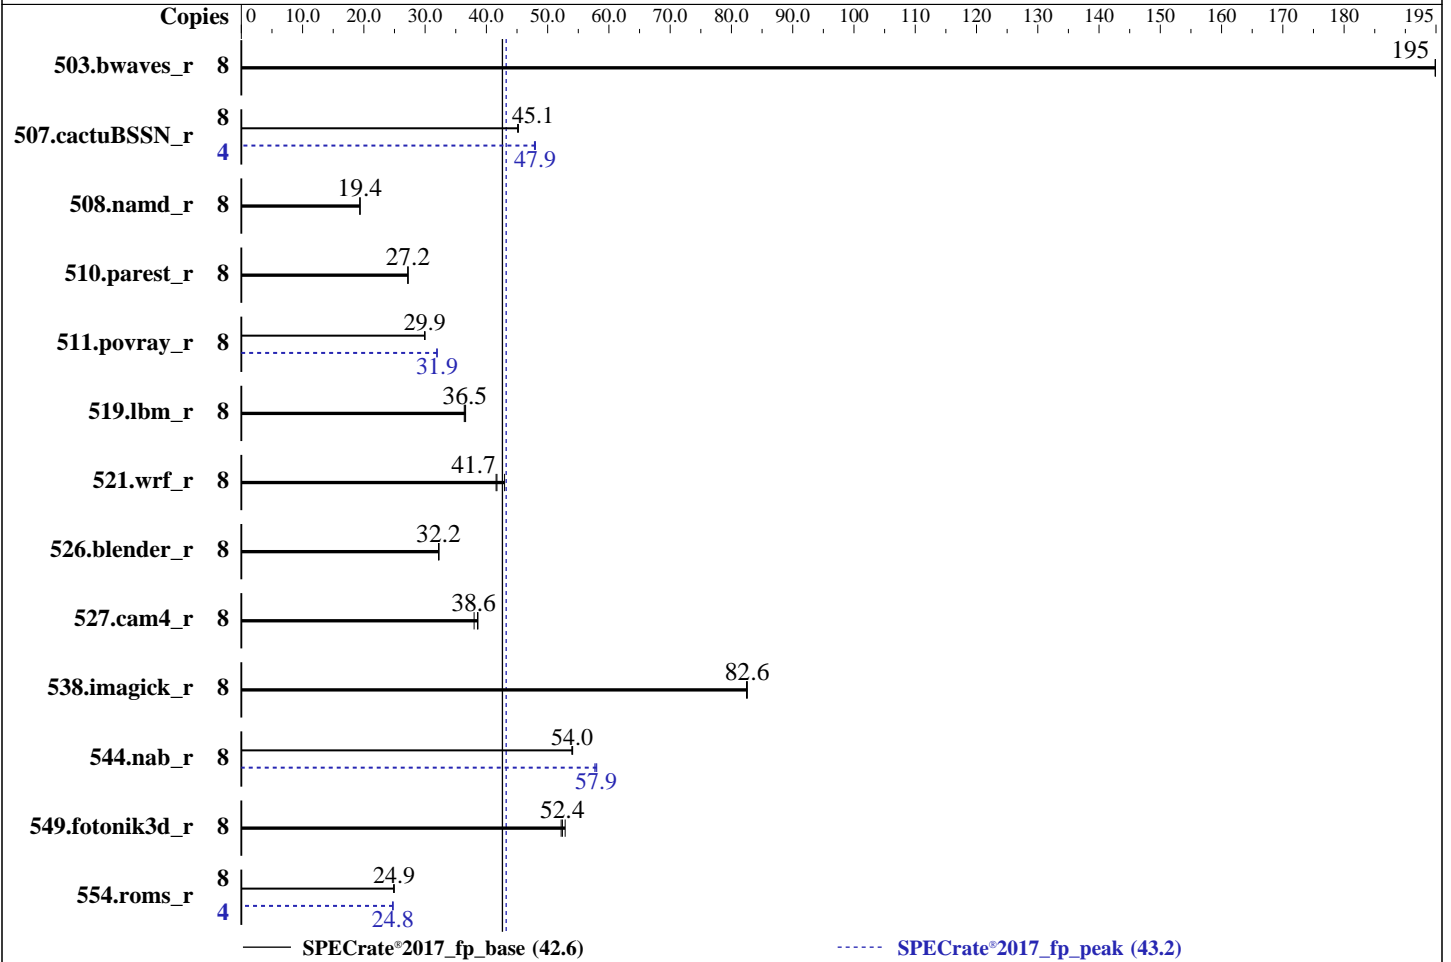 Copies 0 10.0 20.0 30.0 40.0 50.0 60.0 70.0 80.0 90.0 100 110 120 130 140 150 160 170 180 195
503.bwaves_r 8 195
507.cactuBSSN_r 8 45.1
4 47.9
508.namd_r 8 19.4
510.parest_r 8 27.2
511.povray_r 8 29.9
31.9
519.lbm_r 8 36.5
521.wrf_r 8 41.7
526.blender_r 8 32.2
527.cam4_r 8 38.6
538.imagick_r 8 82.6
544.nab_r 8 54.0
57.9
549.fotonik3d_r 8 52.4
554.roms_r 8 24.9
4 24.8
SPECrate®2017_fp_base (42.6) SPECrate®2017_fp_peak (43.2)